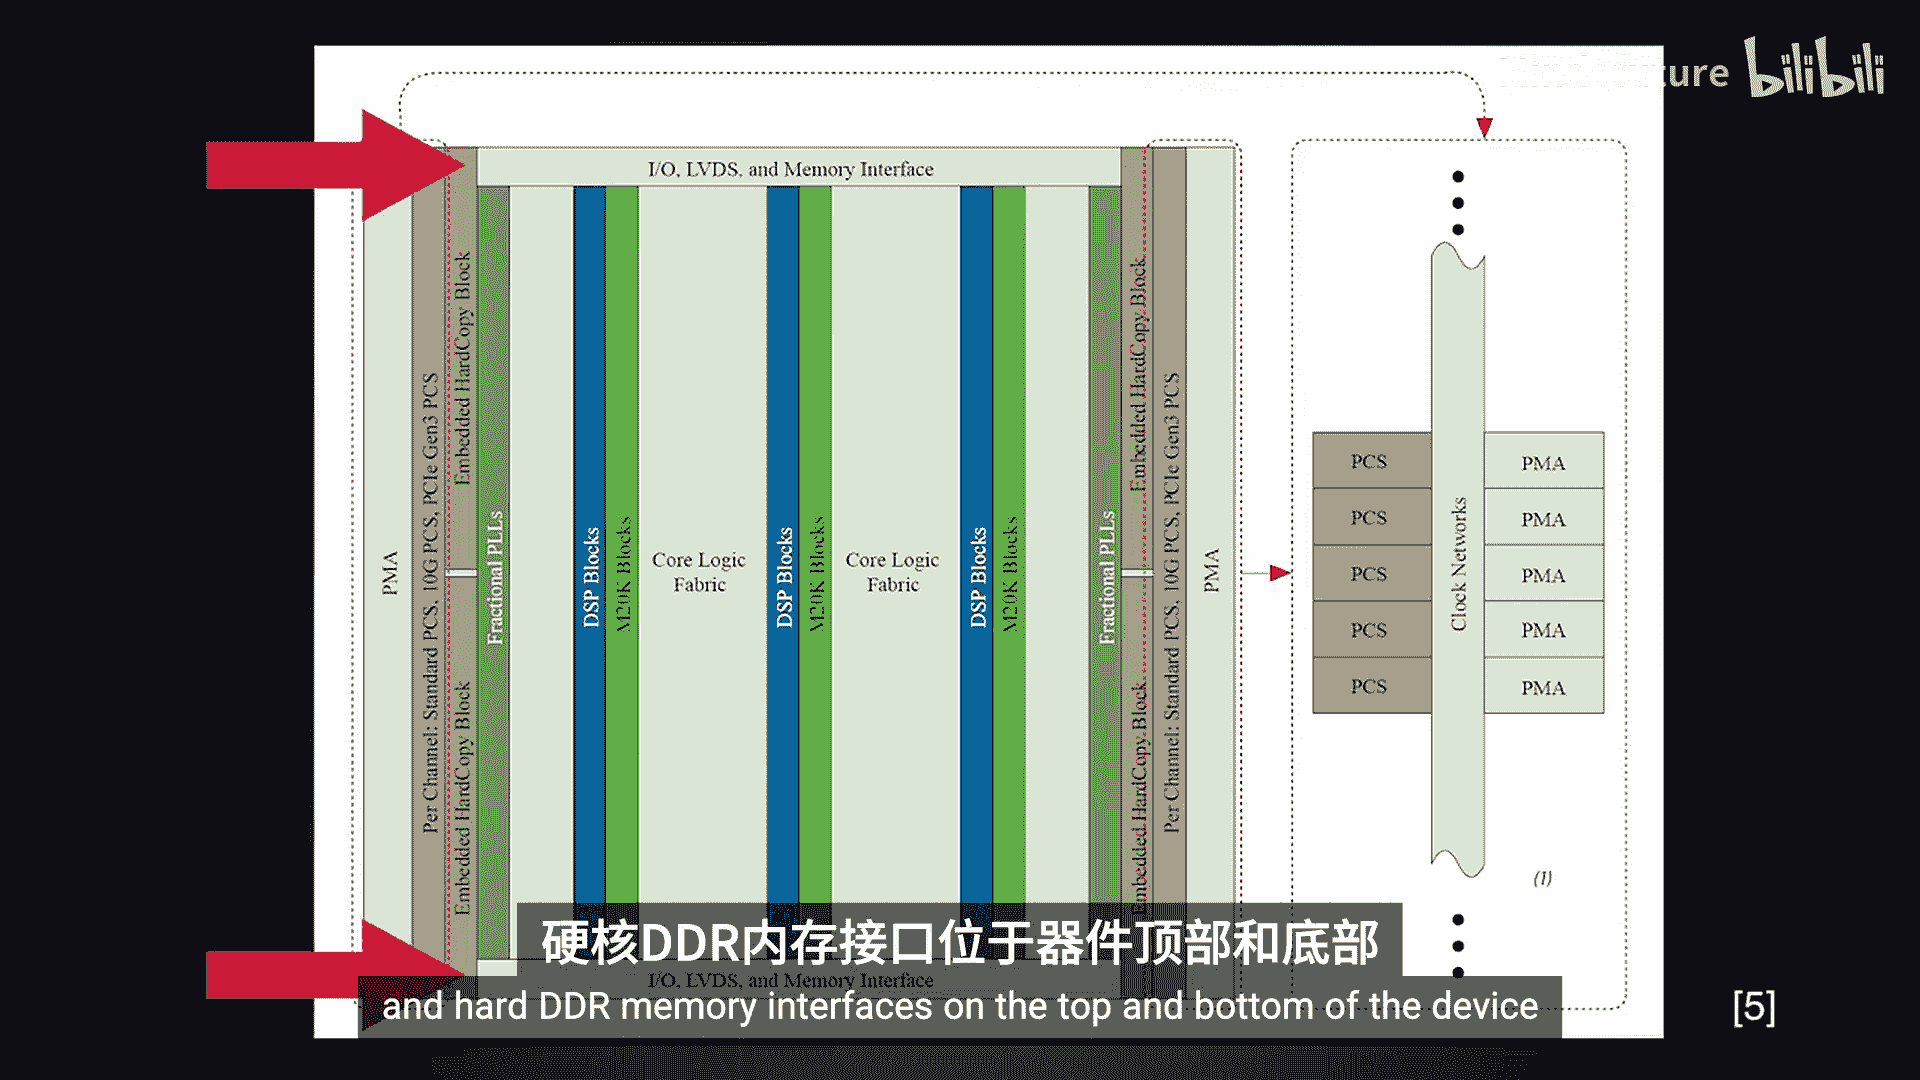 ture bilibili
I/O, LVDS, and Memory Interface
PMA
Per Channel: Standard PCS, 10G PCS, PCIe Gen3 PCS
Embedded HardCopy Block
Embedded HardCopy Block
Fractional PLLs
DSP Blocks
M20K Blocks
Core Logic
Fabric
DSP Blocks
M20K Blocks
Core Logic
Fabric
DSP Blocks
M20K Blocks
Fractional PLLs
Embedded HardCopy Block
Embedded HardCopy Block
Per Channel: Standard PCS, 10G PCS, PCIe Gen3 PCS
PMA
PCS
PCS
PCS
PCS
PCS
Clock Networks
PMA
PMA
PMA
PMA
PMA
(1)
I/O, LVDS, and Memory Interface
硬核DDR内存接口位于器件顶部和底部
and hard DDR memory interfaces on the top and bottom of the device
[5]